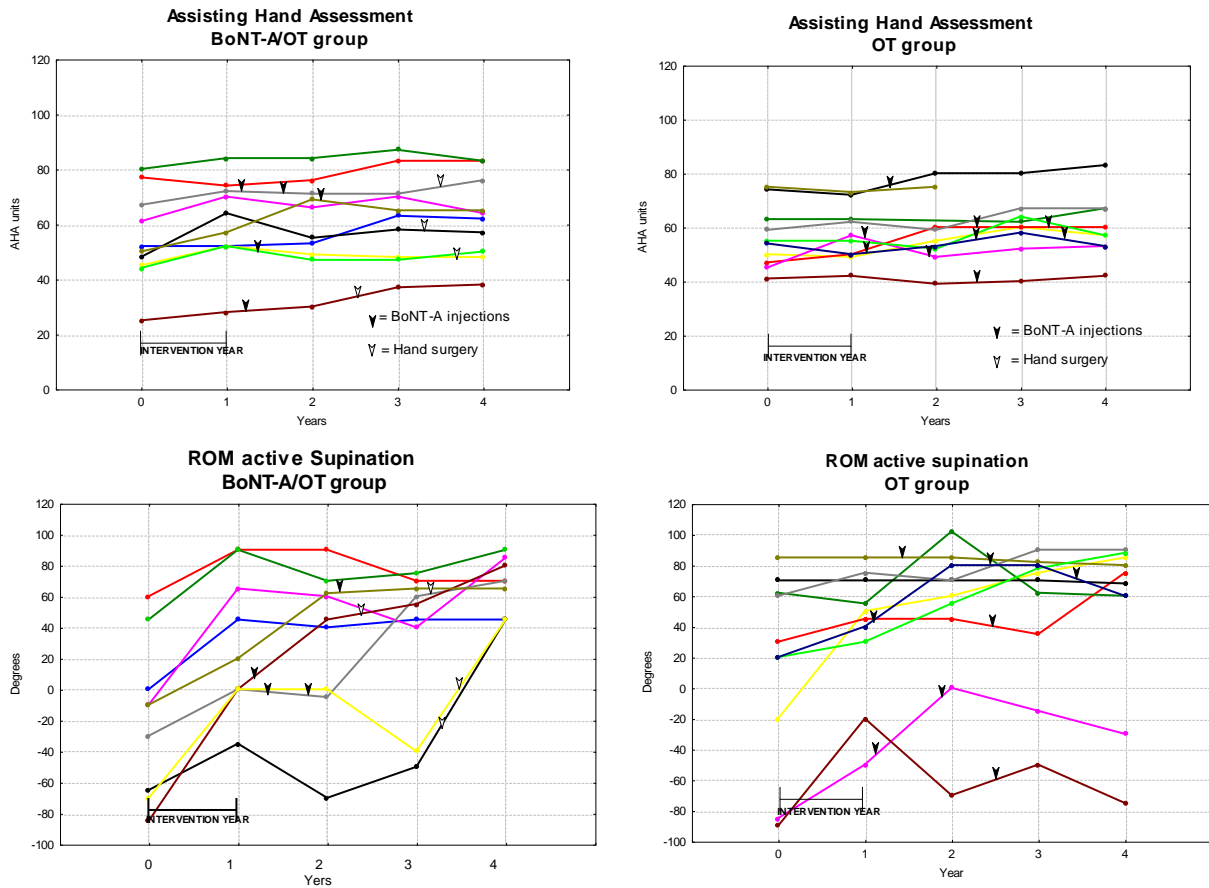 Assisting Hand Assessment
BoNT-A/OT group
120
100
80
60
40
20
0
AHA units
= BoNT-A injections
= Hand surgery
INTERVENTION YEAR
0 1 2 3 4
Years
Assisting Hand Assessment
OT group
120
100
80
60
40
20
0
AHA units
= BoNT-A injections
= Hand surgery
INTERVENTION YEAR
0 1 2 3 4
Years
ROM active Supination
BoNT-A/OT group
120
100
80
60
40
20
0
-20
-40
-60
-80
-100
Degrees
INTERVENTION YEAR
0 1 2 3 4
Yers
ROM active supination
OT group
120
100
80
60
40
20
0
-20
-40
-60
-80
-100
Degrees
INTERVENTION YEAR
0 1 2 3 4
Year